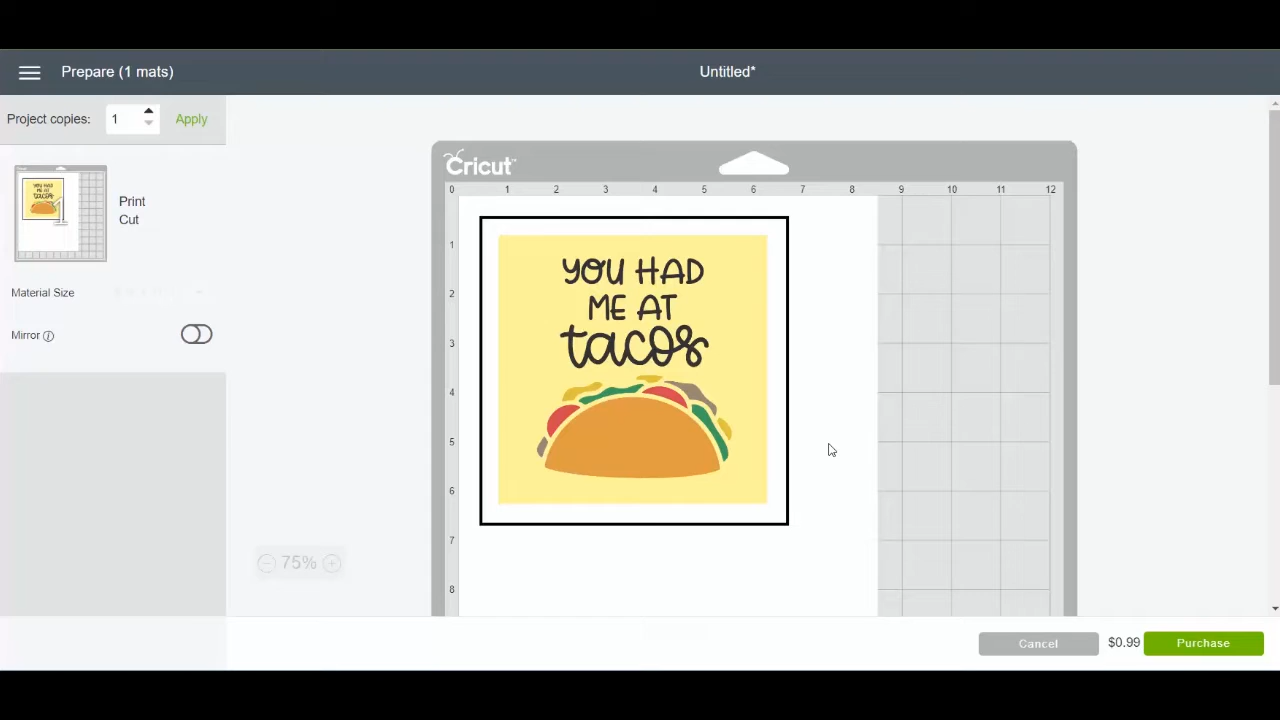 Prepare (1 mats)
Untitled*
Project copies: 1 Apply
Print
Cut
Material Size
Mirror
Cricut
0 1 2 3 4 5 6 7 8 9 10 11 12
1
2
3
4
5
6
7
8
YOU HAD
ME AT
tacos
75%
Cancel $0.99 Purchase